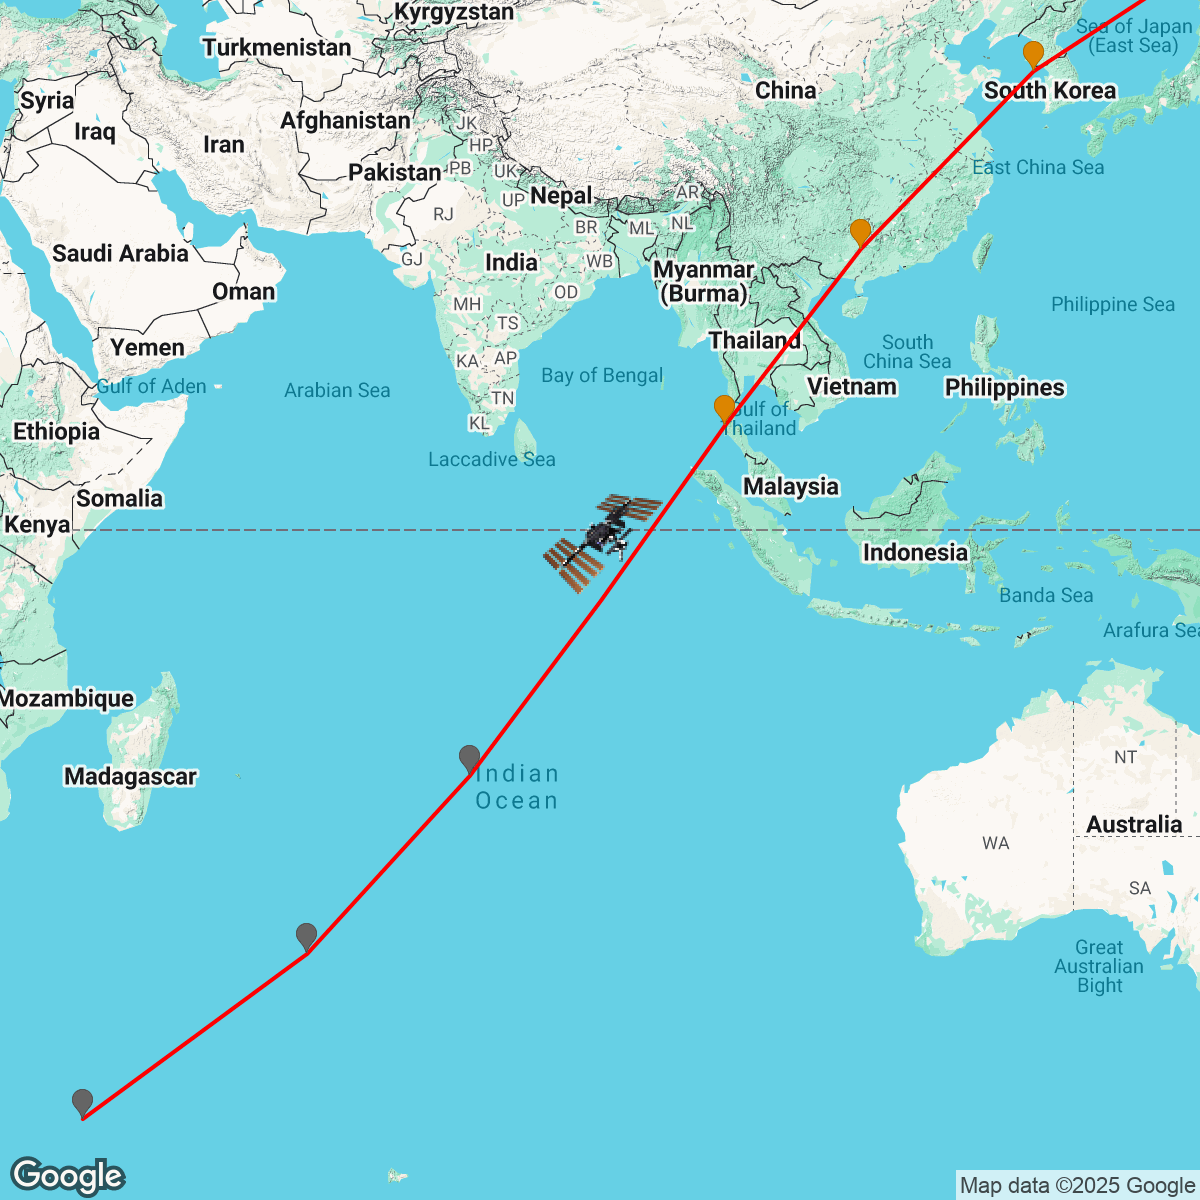 Kyrgyzstan
Sea of Japan
(East Sea)
Turkmenistan
Syria
China
South Korea
Afghanistan
JK
Iraq
Iran
HP
Pakistan
PB
UK
East China Sea
Nepal
AR
UP
RJ
BR
ML
NL
Saudi Arabia
GJ
India
WB
Myanmar
(Burma)
Oman
OD
MH
Philippine Sea
TS
Yemen
Thailand
South
China Sea
KA
AP
Gulf of Aden
Arabian Sea
Bay of Bengal
Vietnam
Philippines
TN
Gulf of
Thailand
KL
Ethiopia
Laccadive Sea
Malaysia
Somalia
Kenya
Indonesia
Banda Sea
Arafura Sea
Mozambique
NT
Madagascar
Indian
Ocean
Australia
WA
SA
Great
Australian
Bight
Google
Map data ©2025 Google